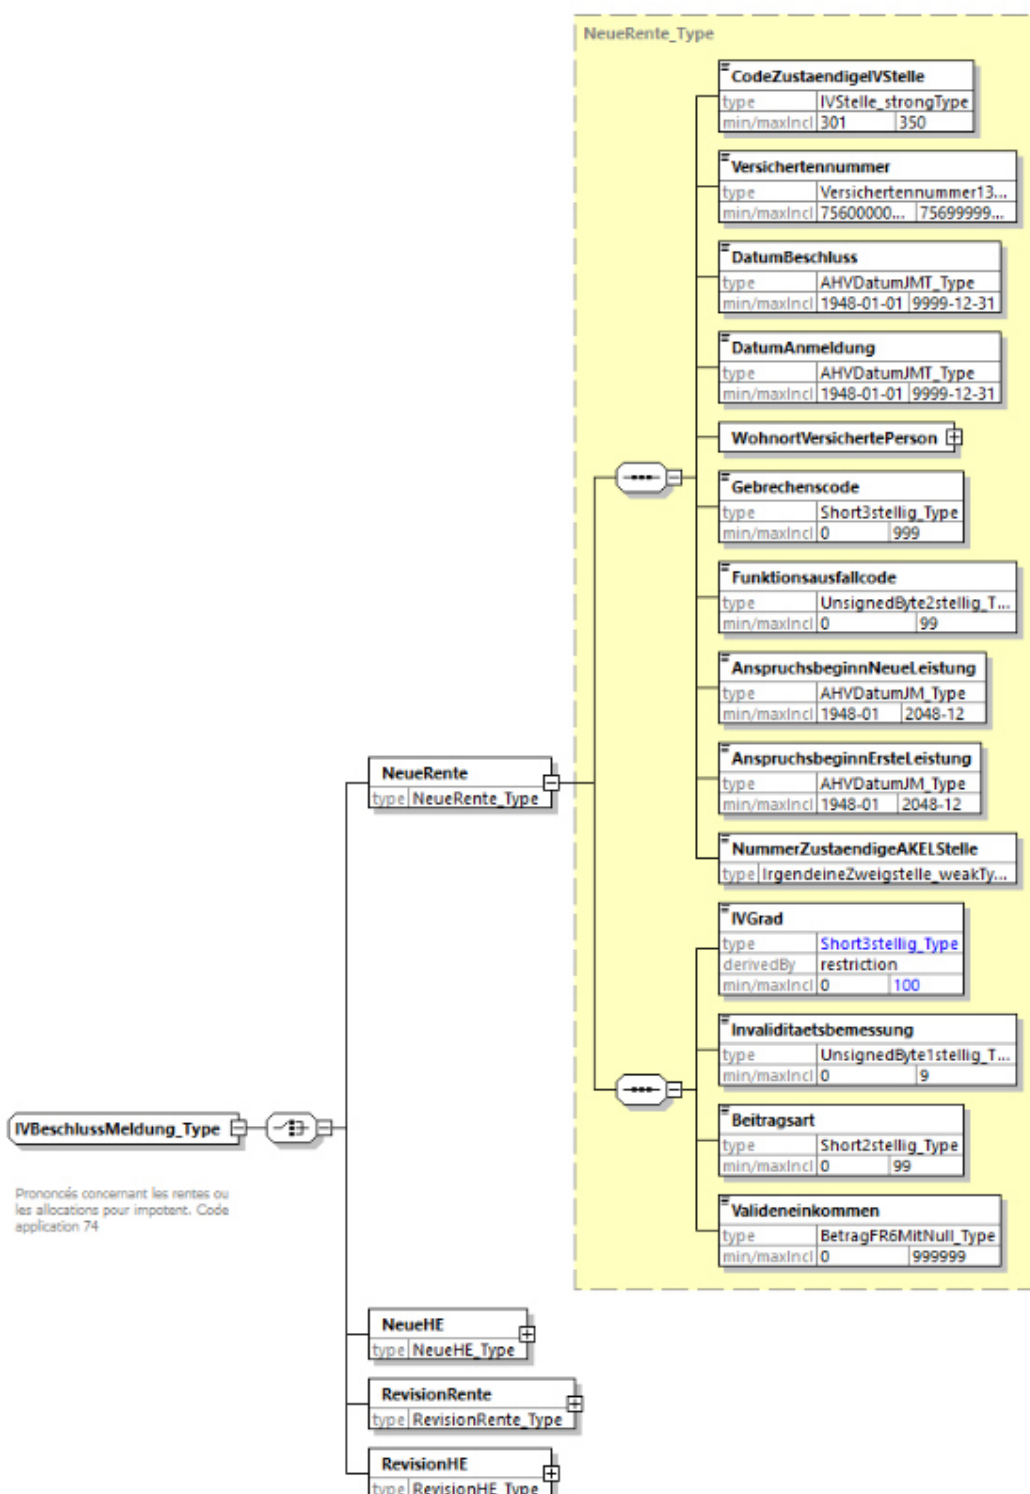 NeueRente_Type
CodeZustaendigeIVStelle
type IVStelle_strongType
min/maxIncl 301 350
Versichertennummer
type Versichertennummer13...
min/maxIncl 75600000... 75699999...
DatumBeschluss
type AHVDatumJMT_Type
min/maxIncl 1948-01-01 9999-12-31
DatumAnmeldung
type AHVDatumJMT_Type
min/maxIncl 1948-01-01 9999-12-31
WohnortVersichertePerson
Gebrechenscode
type Short3stellig_Type
min/maxIncl 0 999
Funktionsausfallcode
type UnsignedByte2stellig_T...
min/maxIncl 0 99
AnspruchsbeginnNeueLeistung
type AHVDatumJM_Type
min/maxIncl 1948-01 2048-12
AnspruchsbeginnErsteLeistung
type AHVDatumJM_Type
min/maxIncl 1948-01 2048-12
NummerZustaendigeAKELStelle
type IrgendeineZweigstelle_weakTy...
IVGrad
type Short3stellig_Type
derivedBy restriction
min/maxIncl 0 100
Invaliditaetsbemessung
type UnsignedByte1stellig_T...
min/maxIncl 0 9
Beitragsart
type Short2stellig_Type
min/maxIncl 0 99
Valideneinkommen
type BetragFR6MitNull_Type
min/maxIncl 0 999999
NeueRente
type NeueRente_Type
IVBeschlussMeldung_Type
Prononcés concernant les rentes ou
les allocations pour impotent. Code
application 74
NeueHE
type NeueHE_Type
RevisionRente
type RevisionRente_Type
RevisionHE
type RevisionHE_Type